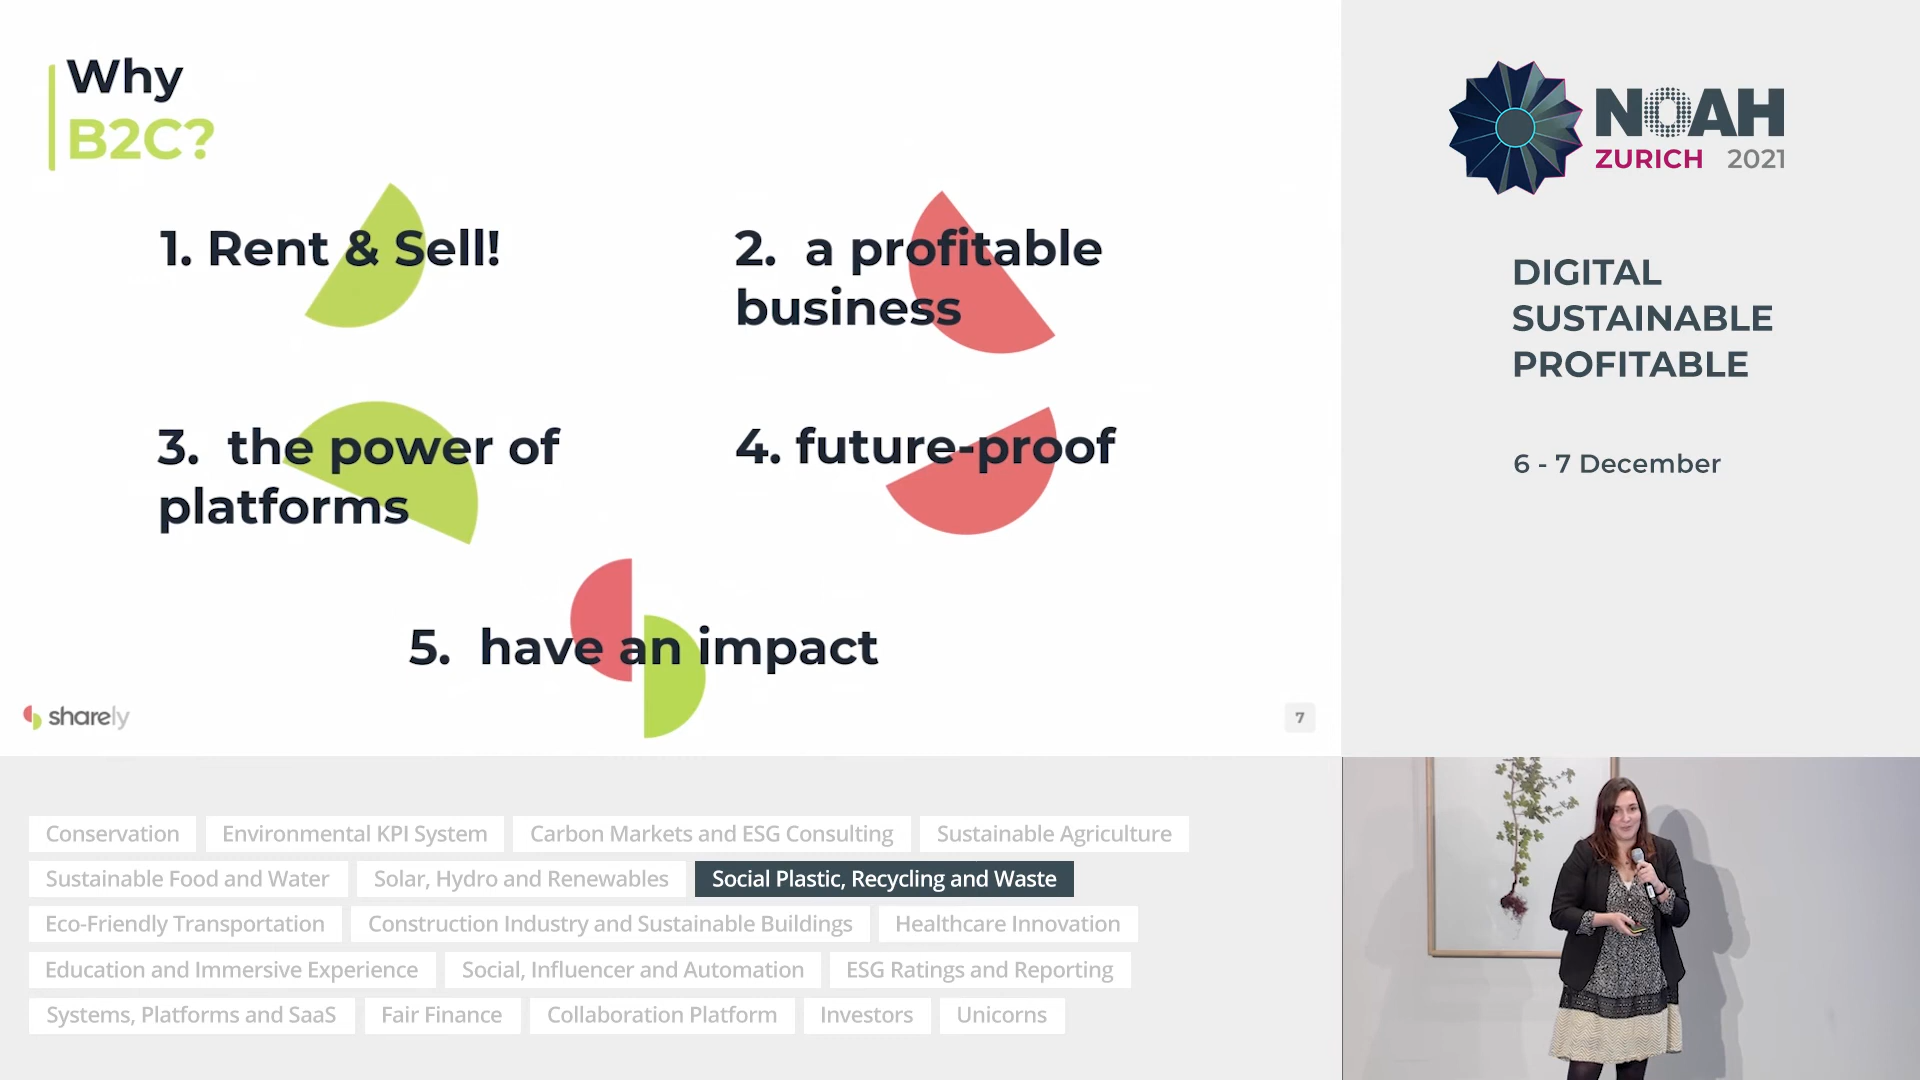 Why
B2C?
1. Rent & Sell!
2. a profitable
business
3. the power of
platforms
4. future-proof
5. have an impact
sharely
7
NOAH
ZURICH 2021
DIGITAL
SUSTAINABLE
PROFITABLE
6 - 7 December
Conservation
Environmental KPI System
Carbon Markets and ESG Consulting
Sustainable Agriculture
Sustainable Food and Water
Solar, Hydro and Renewables
Social Plastic, Recycling and Waste
Eco-Friendly Transportation
Construction Industry and Sustainable Buildings
Healthcare Innovation
Education and Immersive Experience
Social, Influencer and Automation
ESG Ratings and Reporting
Systems, Platforms and SaaS
Fair Finance
Collaboration Platform
Investors
Unicorns